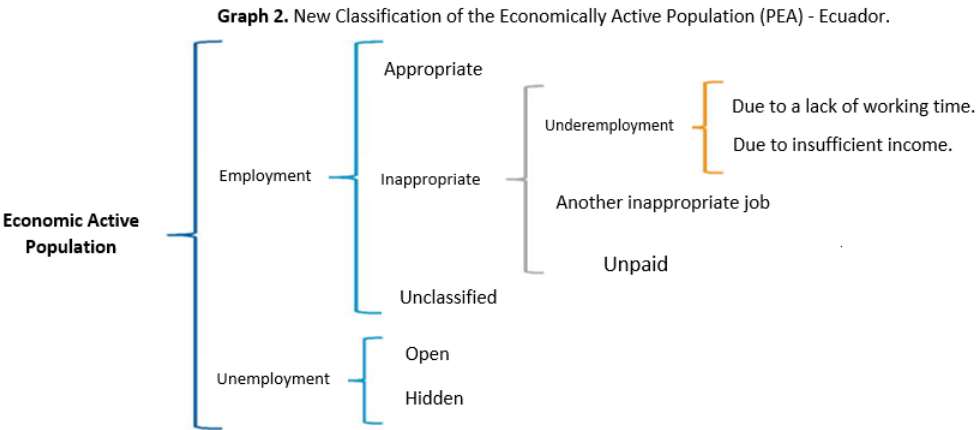 Graph 2. New Classification of the Economically Active Population (PEA) - Ecuador.
Appropriate
Due to a lack of working time.
Underemployment
Due to insufficient income.
Employment
Inappropriate
Another inappropriate job
Economic Active
Population
Unpaid
Unclassified
Open
Unemployment
Hidden